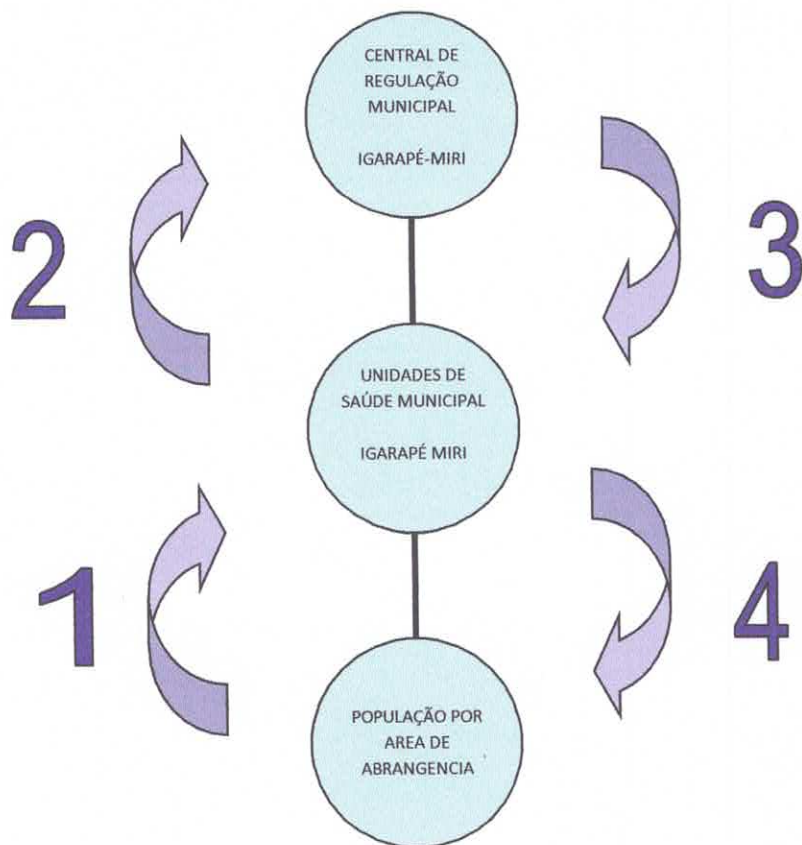 CENTRAL DE
REGULAÇÃO
MUNICIPAL
IGARAPÉ-MIRI
2
3
UNIDADES DE
SAÚDE MUNICIPAL
IGARAPÉ MIRI
1
4
POPULAÇÃO POR
AREA DE
ABRANGENCIA